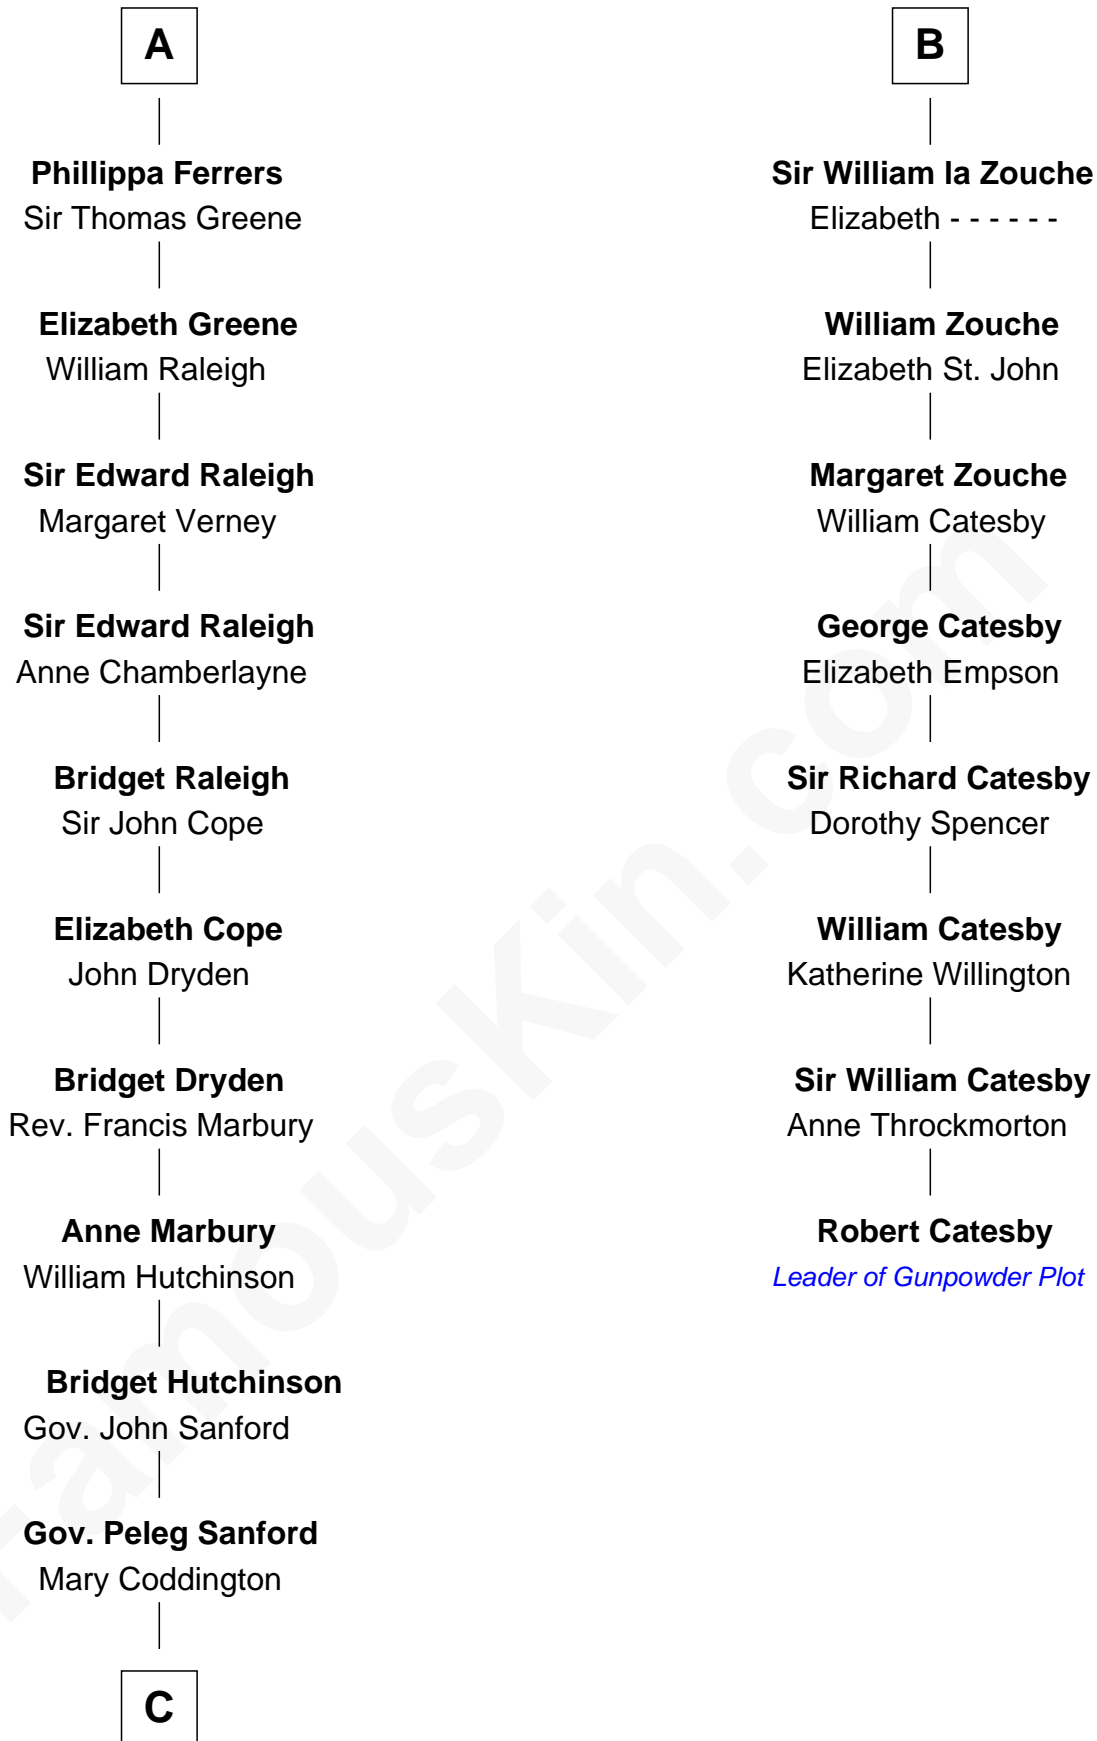 A
Phillippa Ferrers
Sir Thomas Greene
Elizabeth Greene
William Raleigh
Sir Edward Raleigh
Margaret Verney
Sir Edward Raleigh
Anne Chamberlayne
Bridget Raleigh
Sir John Cope
Elizabeth Cope
John Dryden
Bridget Dryden
Rev. Francis Marbury
Anne Marbury
William Hutchinson
Bridget Hutchinson
Gov. John Sanford
Gov. Peleg Sanford
Mary Coddington
C
B
Sir William la Zouche
Elizabeth - - - - - -
William Zouche
Elizabeth St. John
Margaret Zouche
William Catesby
George Catesby
Elizabeth Empson
Sir Richard Catesby
Dorothy Spencer
William Catesby
Katherine Willington
Sir William Catesby
Anne Throckmorton
Robert Catesby
Leader of Gunpowder Plot
FamousKin.com